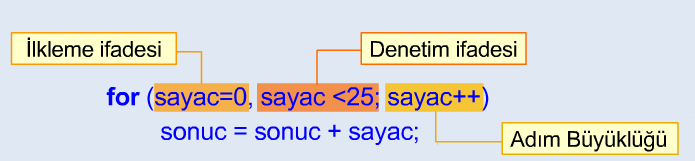 İlkleme ifadesi
Denetim ifadesi
for (sayac=0, sayac <25; sayac++)
sonuc = sonuc + sayac;
Adım Büyüklüğü